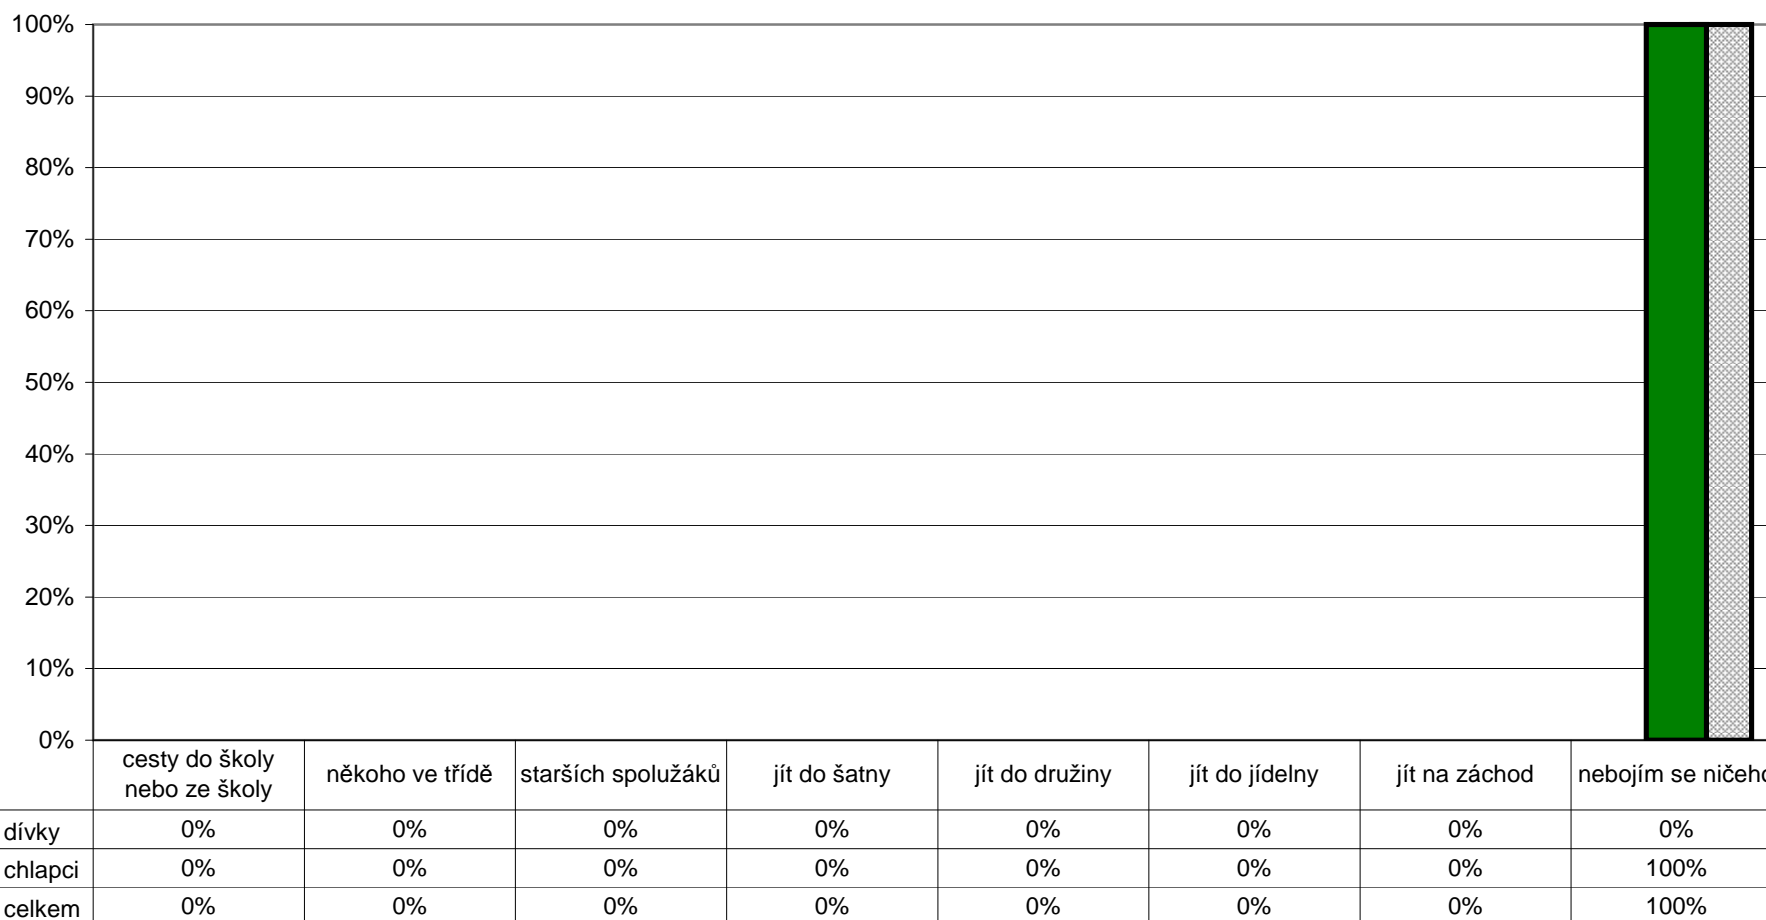 100%
90%
80%
70%
60%
50%
40%
30%
20%
10%
0%
cesty do školy
nebo ze školy
někoho ve třídě
starších spolužáků
jít do šatny
jít do družiny
jít do jídelny
jít na záchod
nebojím se ničeho
dívky 0% 0% 0% 0% 0% 0% 0% 0%
chlapci 0% 0% 0% 0% 0% 0% 0% 100%
celkem 0% 0% 0% 0% 0% 0% 0% 100%